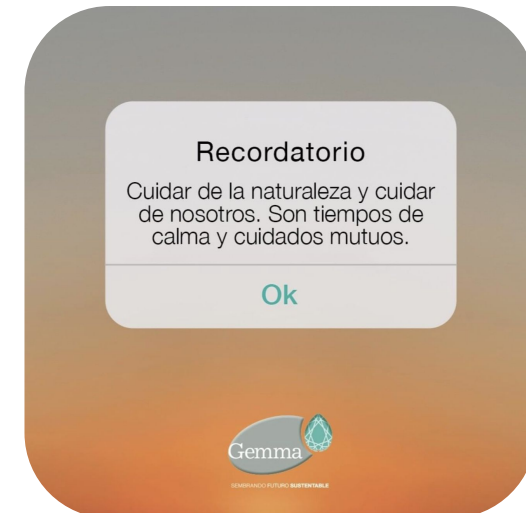 Recordatorio
Cuidar de la naturaleza y cuidar
de nosotros. Son tiempos de
calma y cuidados mutuos.
Ok
Gemma
SEMBRANDO FUTURO SUSTENTABLE